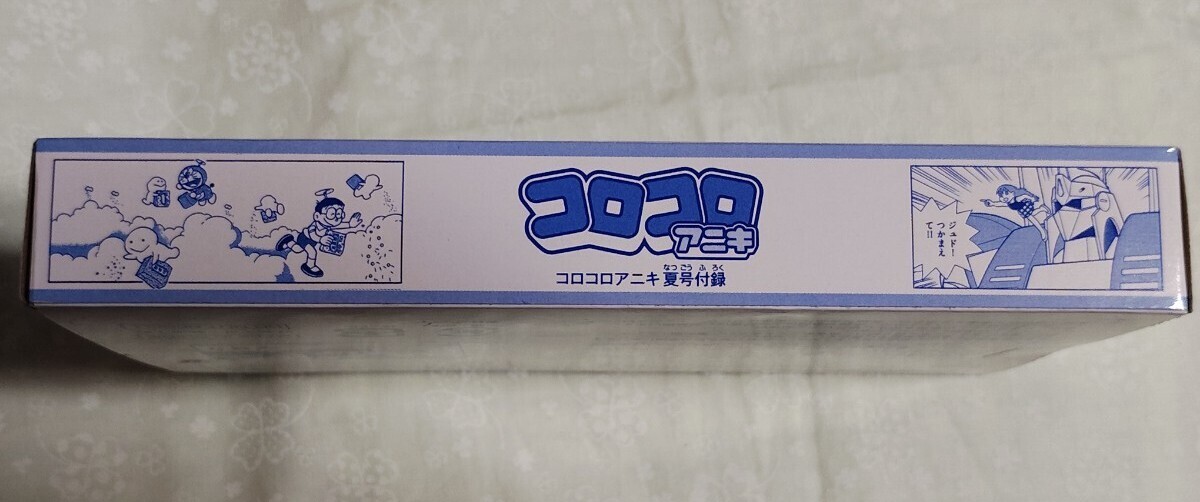 コロコロ
アニキ
コロコロアニキ 夏号付録
なつごうふろく
ジュド!
つかまえ
て!!